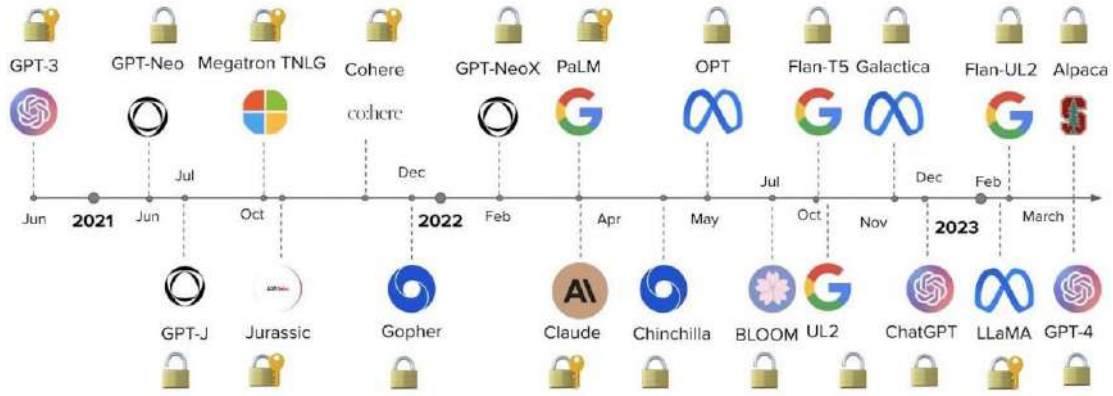 GPT-3 GPT-Neo Megatron TNLG Cohere GPT-NeoX PaLM OPT Flan-T5 Galactica Flan-UL2 Alpaca
co:here
Jul Dec Jul Dec Feb
Jun 2021 Jun Oct 2022 Feb Apr May Oct Nov 2023 March
GPT-J Jurassic Gopher Claude Chinchilla BLOOM UL2 ChatGPT LLaMA GPT-4